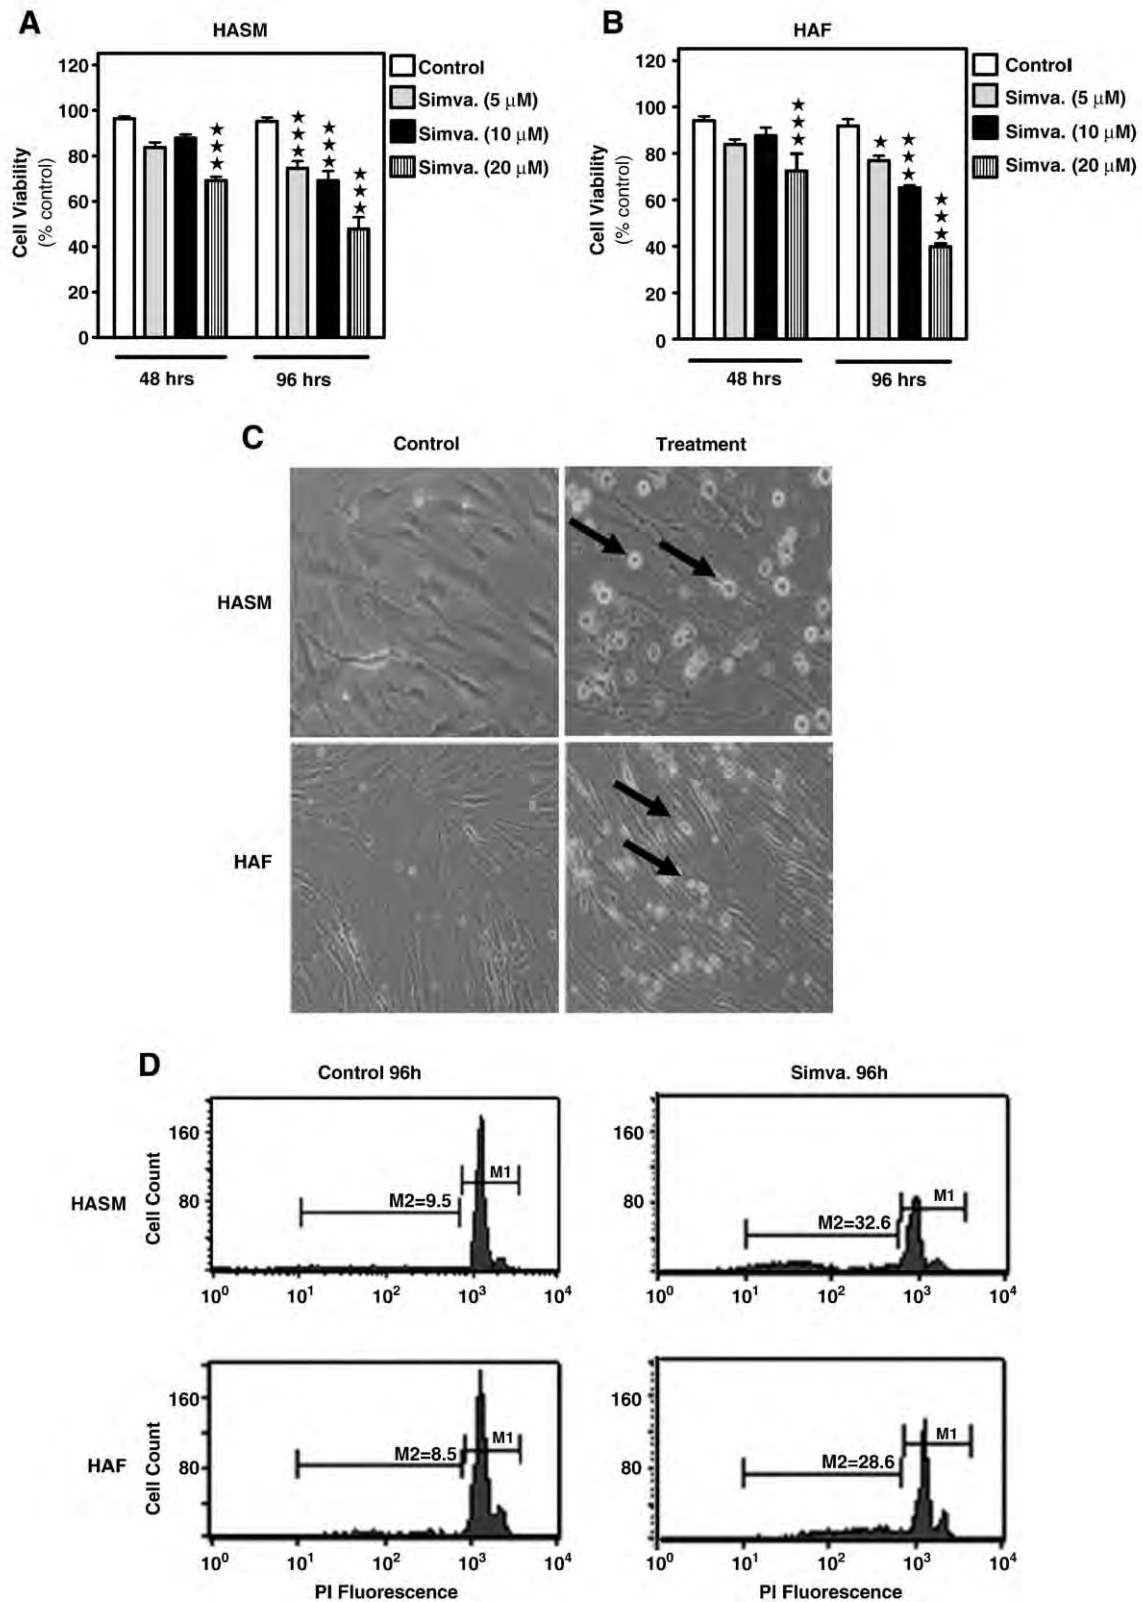 A
HASM
120
100
80
60
40
20
0
Cell Viability
(% control)
★★★
★★★
★★★
★★★
48 hrs
96 hrs
Control
Simva. (5 μM)
Simva. (10 μM)
Simva. (20 μM)
B
HAF
120
100
80
60
40
20
0
Cell Viability
(% control)
★★★
★
★★★
★★★
48 hrs
96 hrs
Control
Simva. (5 μM)
Simva. (10 μM)
Simva. (20 μM)
C
Control
Treatment
HASM
HAF
D
Control 96h
Simva. 96h
HASM
Cell Count
160
80
M1
M2=9.5
10⁰ 10¹ 10² 10³ 10⁴
160
80
M1
M2=32.6
10⁰ 10¹ 10² 10³ 10⁴
HAF
Cell Count
160
80
M1
M2=8.5
10⁰ 10¹ 10² 10³ 10⁴
PI Fluorescence
160
80
M1
M2=28.6
10⁰ 10¹ 10² 10³ 10⁴
PI Fluorescence